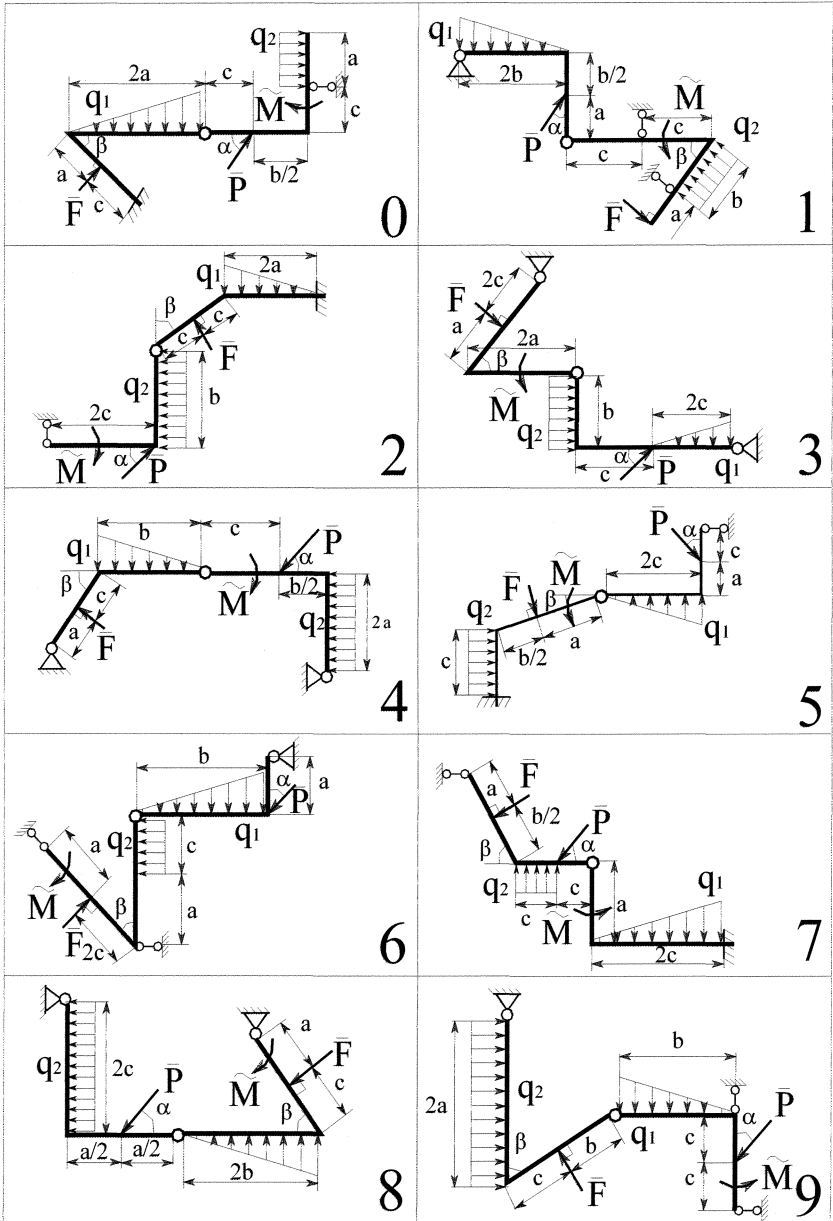 q₂
a
2a
c
M̃
c
q₁
β
α
P̄
b/2
a
F̄
c
0
q₁
2b
b/2
a
α
P̄
M̃
c
q₂
c
β
F̄
a
b
1
2a
q₁
β
c
c
F̄
q₂
b
2c
M̃
α
P̄
2
2c
F̄
a
2a
β
M̃
q₂
b
2c
c
α
P̄
q₁
3
b
c
P̄
q₁
β
M̃
α
b/2
c
F̄
a
q₂
2a
4
P̄
α
c
2c
a
F̄
M̃
β
q₂
b/2
a
q₁
c
5
b
α
a
P̄
q₂
q₁
c
a
M̃
β
a
F̄
2c
6
a
F̄
b/2
P̄
β
α
q₂
c
c
M̃
a
q₁
2c
7
q₂
2c
P̄
α
a
F̄
M̃
β
c
a/2
a/2
2b
8
2a
q₂
β
b
c
F̄
b
q₁
α
P̄
c
c
M̃
9